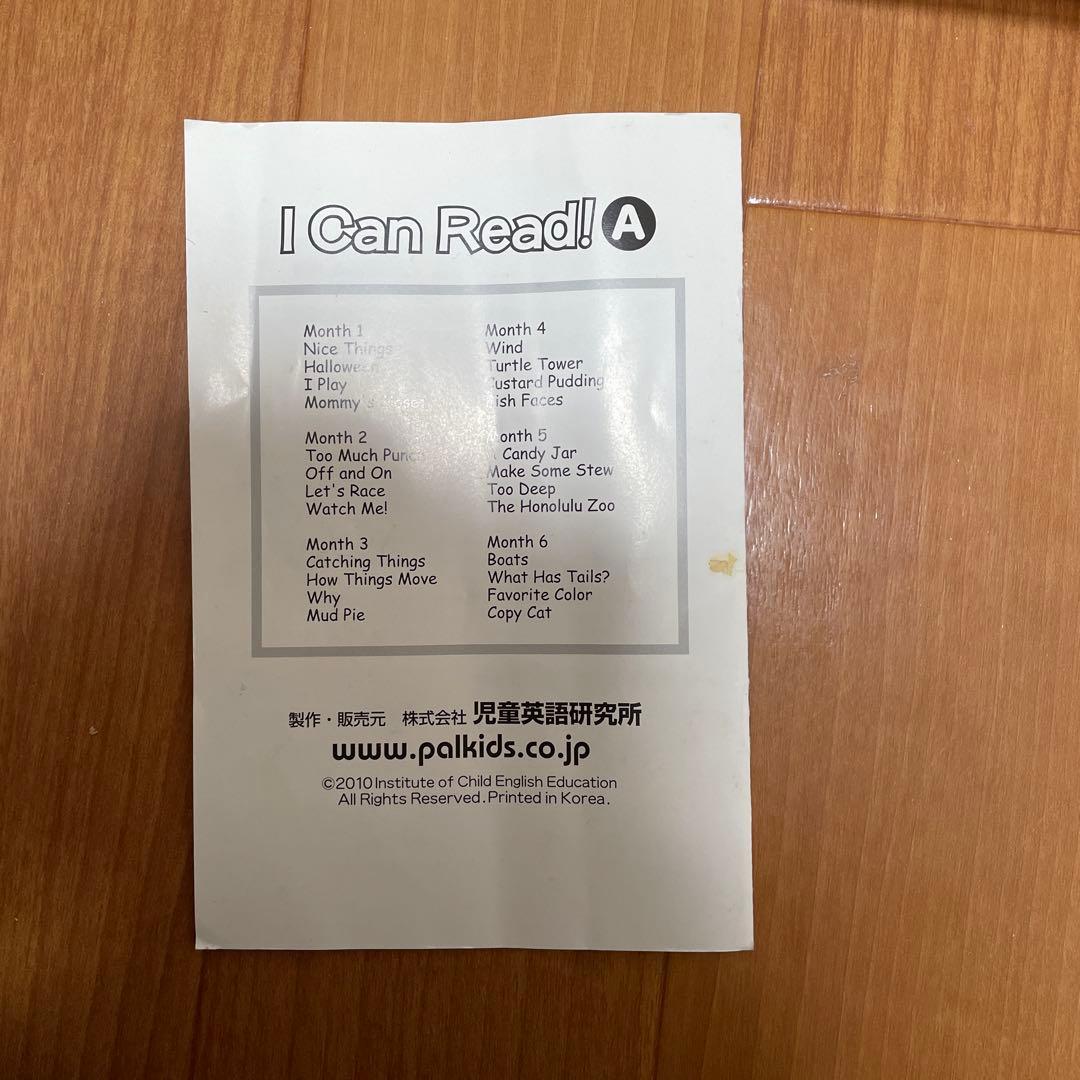 I Can Read! A
Month 1
Nice Things
Halloween
I Play
Mommy's
Month 2
Too Much
Off and On
Let's Race
Watch Me!
Month 3
Catching Things
How Things Move
Why
Mud Pie
Month 4
Wind
Turtle Tower
Custard Pudding
Fish Faces
Month 5
A Candy Jar
Make Some Stew
Too Deep
The Honolulu Zoo
Month 6
Boats
What Has Tails?
Favorite Color
Copy Cat
製作・販売元 株式会社 児童英語研究所
www.palkids.co.jp
©2010 Institute of Child English Education
All Rights Reserved. Printed in Korea.